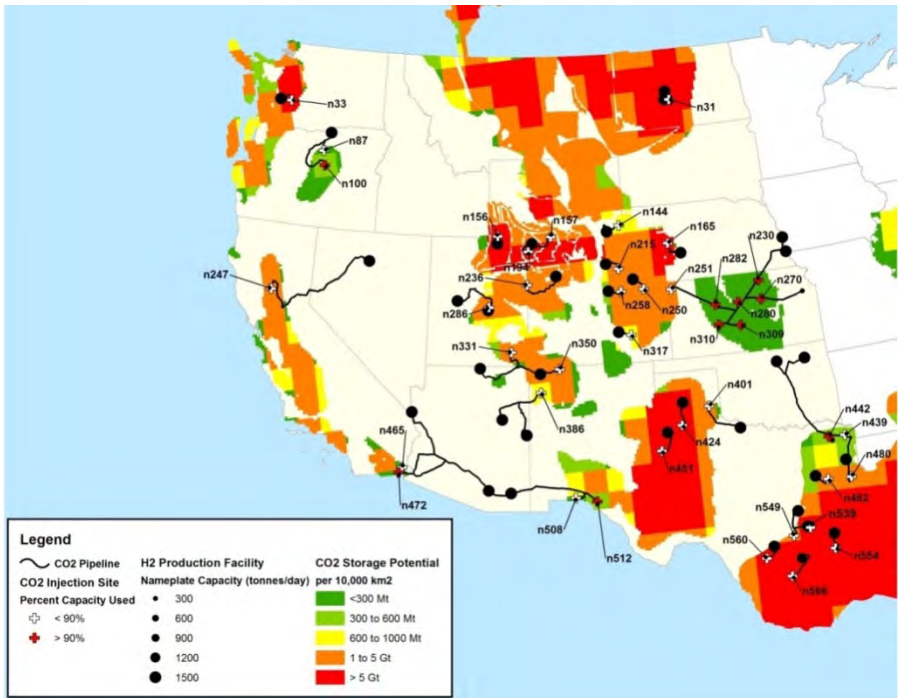 n33
n31
n87
n100
n144
n156
n157
n165
n230
n215
n282
n194
n251
n270
n247
n236
n280
n258
n250
n286
n309
n310
n317
n331
n350
n401
n386
n442
n439
n465
n424
n451
n480
n472
n482
n549
n539
n508
n560
n512
n554
n566
Legend
CO2 Pipeline
CO2 Injection Site
Percent Capacity Used
< 90%
> 90%
H2 Production Facility
Nameplate Capacity (tonnes/day)
300
600
900
1200
1500
CO2 Storage Potential
per 10,000 km2
<300 Mt
300 to 600 Mt
600 to 1000 Mt
1 to 5 Gt
> 5 Gt